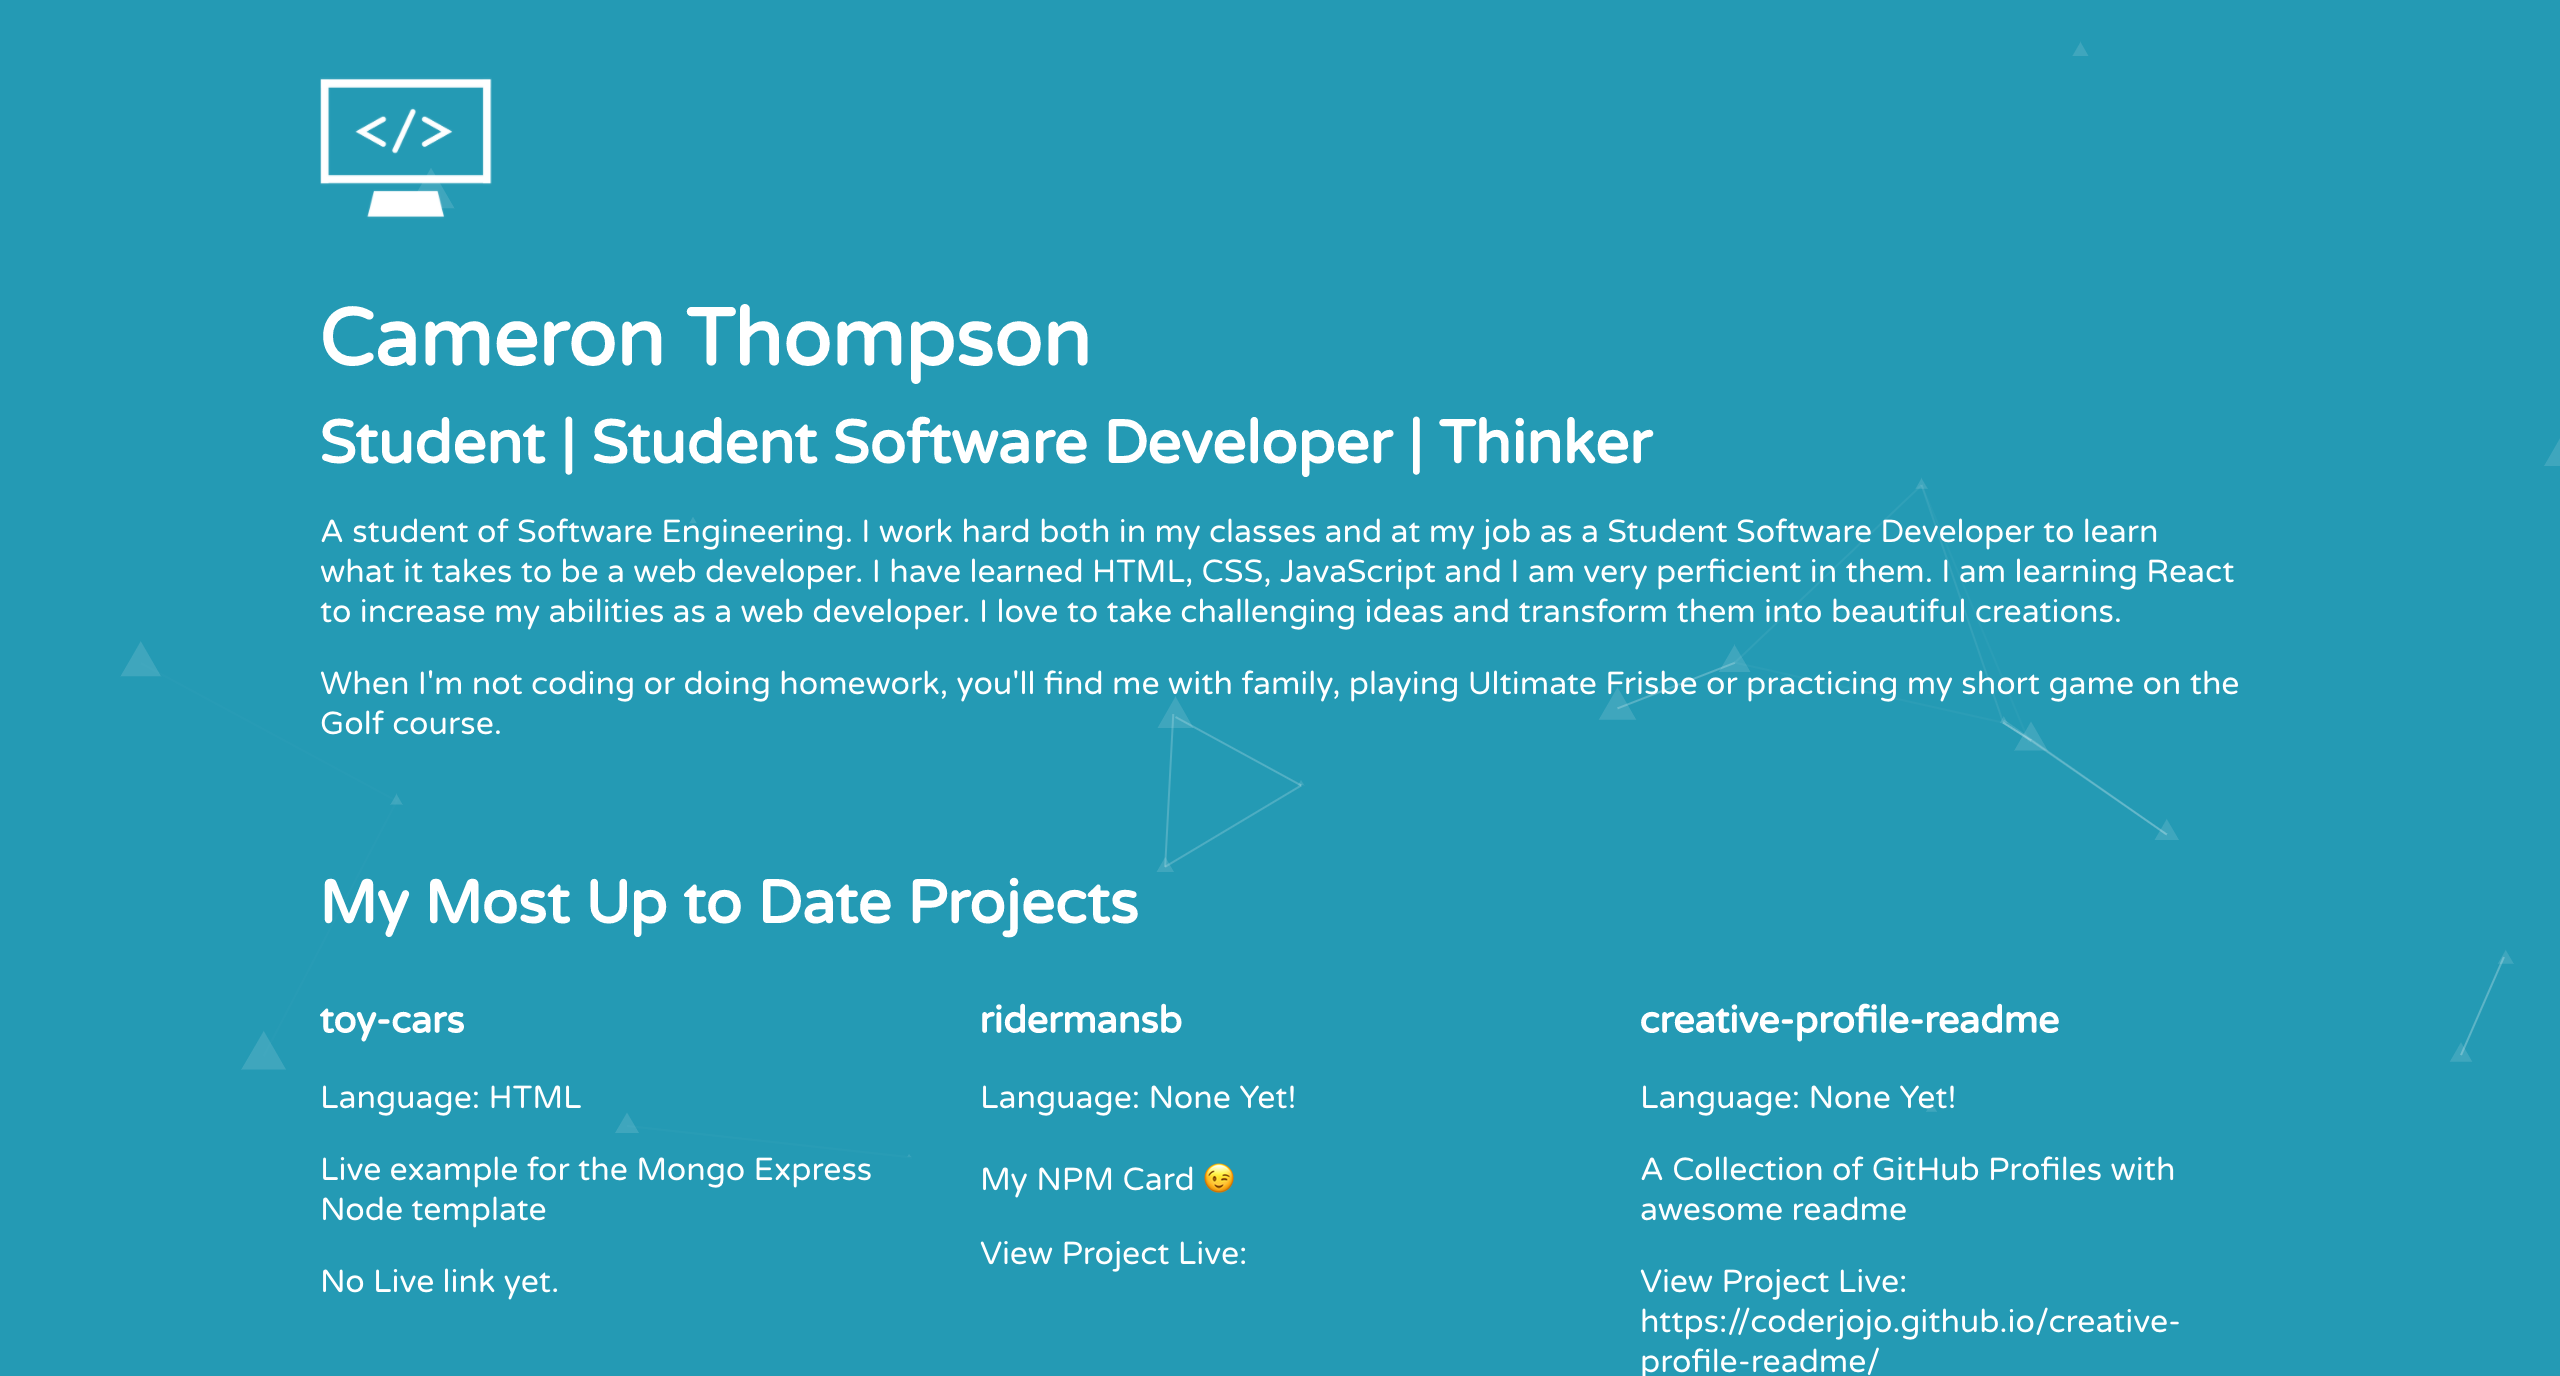 </>
Cameron Thompson
Student | Student Software Developer | Thinker
A student of Software Engineering. I work hard both in my classes and at my job as a Student Software Developer to learn
what it takes to be a web developer. I have learned HTML, CSS, JavaScript and I am very perficient in them. I am learning React
to increase my abilities as a web developer. I love to take challenging ideas and transform them into beautiful creations.
When I'm not coding or doing homework, you'll find me with family, playing Ultimate Frisbe or practicing my short game on the
Golf course.
My Most Up to Date Projects
toy-cars
Language: HTML
Live example for the Mongo Express
Node template
No Live link yet.
ridermansb
Language: None Yet!
My NPM Card 😉
View Project Live:
creative-profile-readme
Language: None Yet!
A Collection of GitHub Profiles with
awesome readme
View Project Live:
https://coderjojo.github.io/creative-
profile-readme/